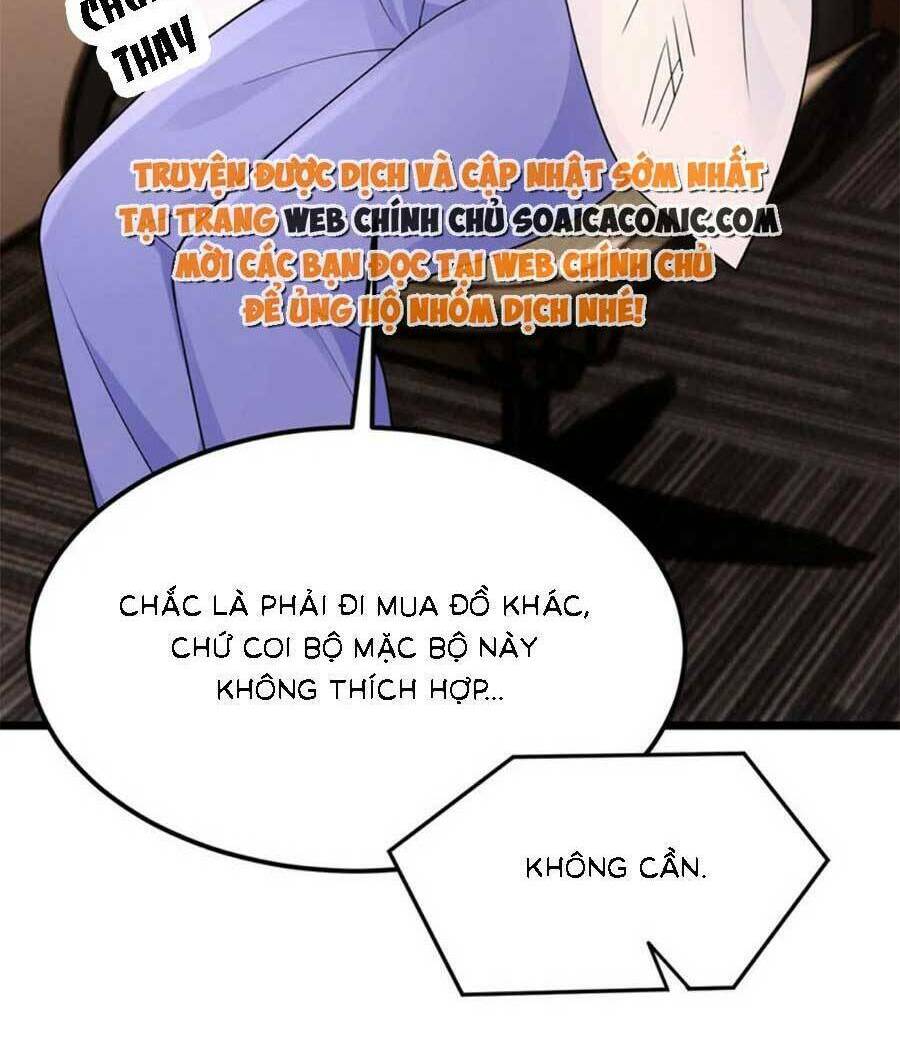 THAY
TRUYỆN ĐƯỢC DỊCH VÀ CẬP NHẬT SỚM NHẤT
TẠI TRANG WEB CHÍNH CHỦ SOAICACOMIC.COM
MỜI CÁC BẠN ĐỌC TẠI WEB CHÍNH CHỦ
ĐỂ ỦNG HỘ NHÓM DỊCH NHÉ!
CHẮC LÀ PHẢI ĐI MUA ĐỒ KHÁC,
CHỨ COI BỘ MẶC BỘ NÀY
KHÔNG THÍCH HỢP...
KHÔNG CẦN.